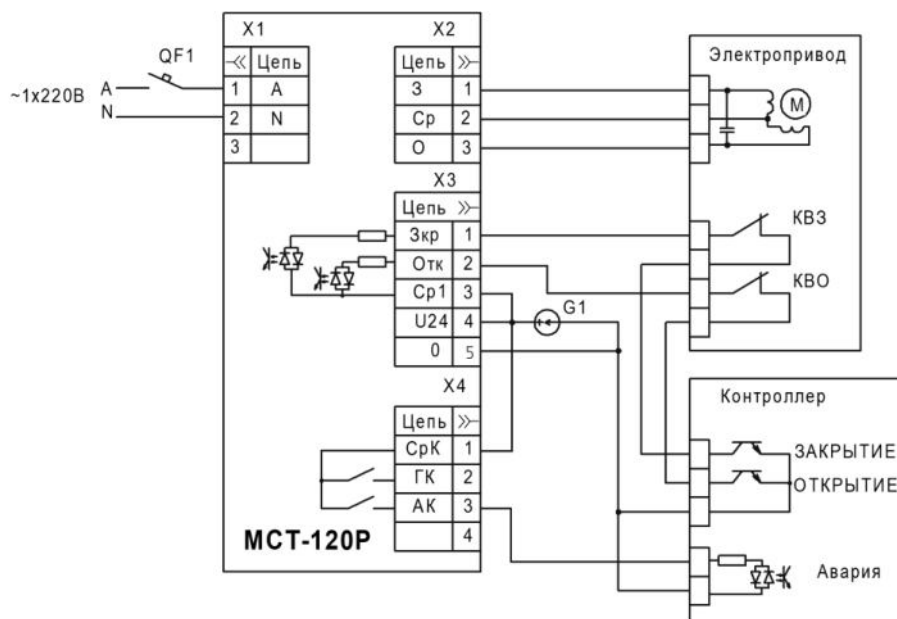 X1
X2
QF1
Цепь
Цепь
Электропривод
~1x220В
A
1
A
З
1
N
2
N
Ср
2
M
3
О
3
X3
Цепь
Зкр
1
КВЗ
Отк
2
Ср1
3
КВО
U24
4
G1
0
5
X4
Контроллер
Цепь
СрК
1
ЗАКРЫТИЕ
ГК
2
ОТКРЫТИЕ
АК
3
4
МСТ-120Р
Авария